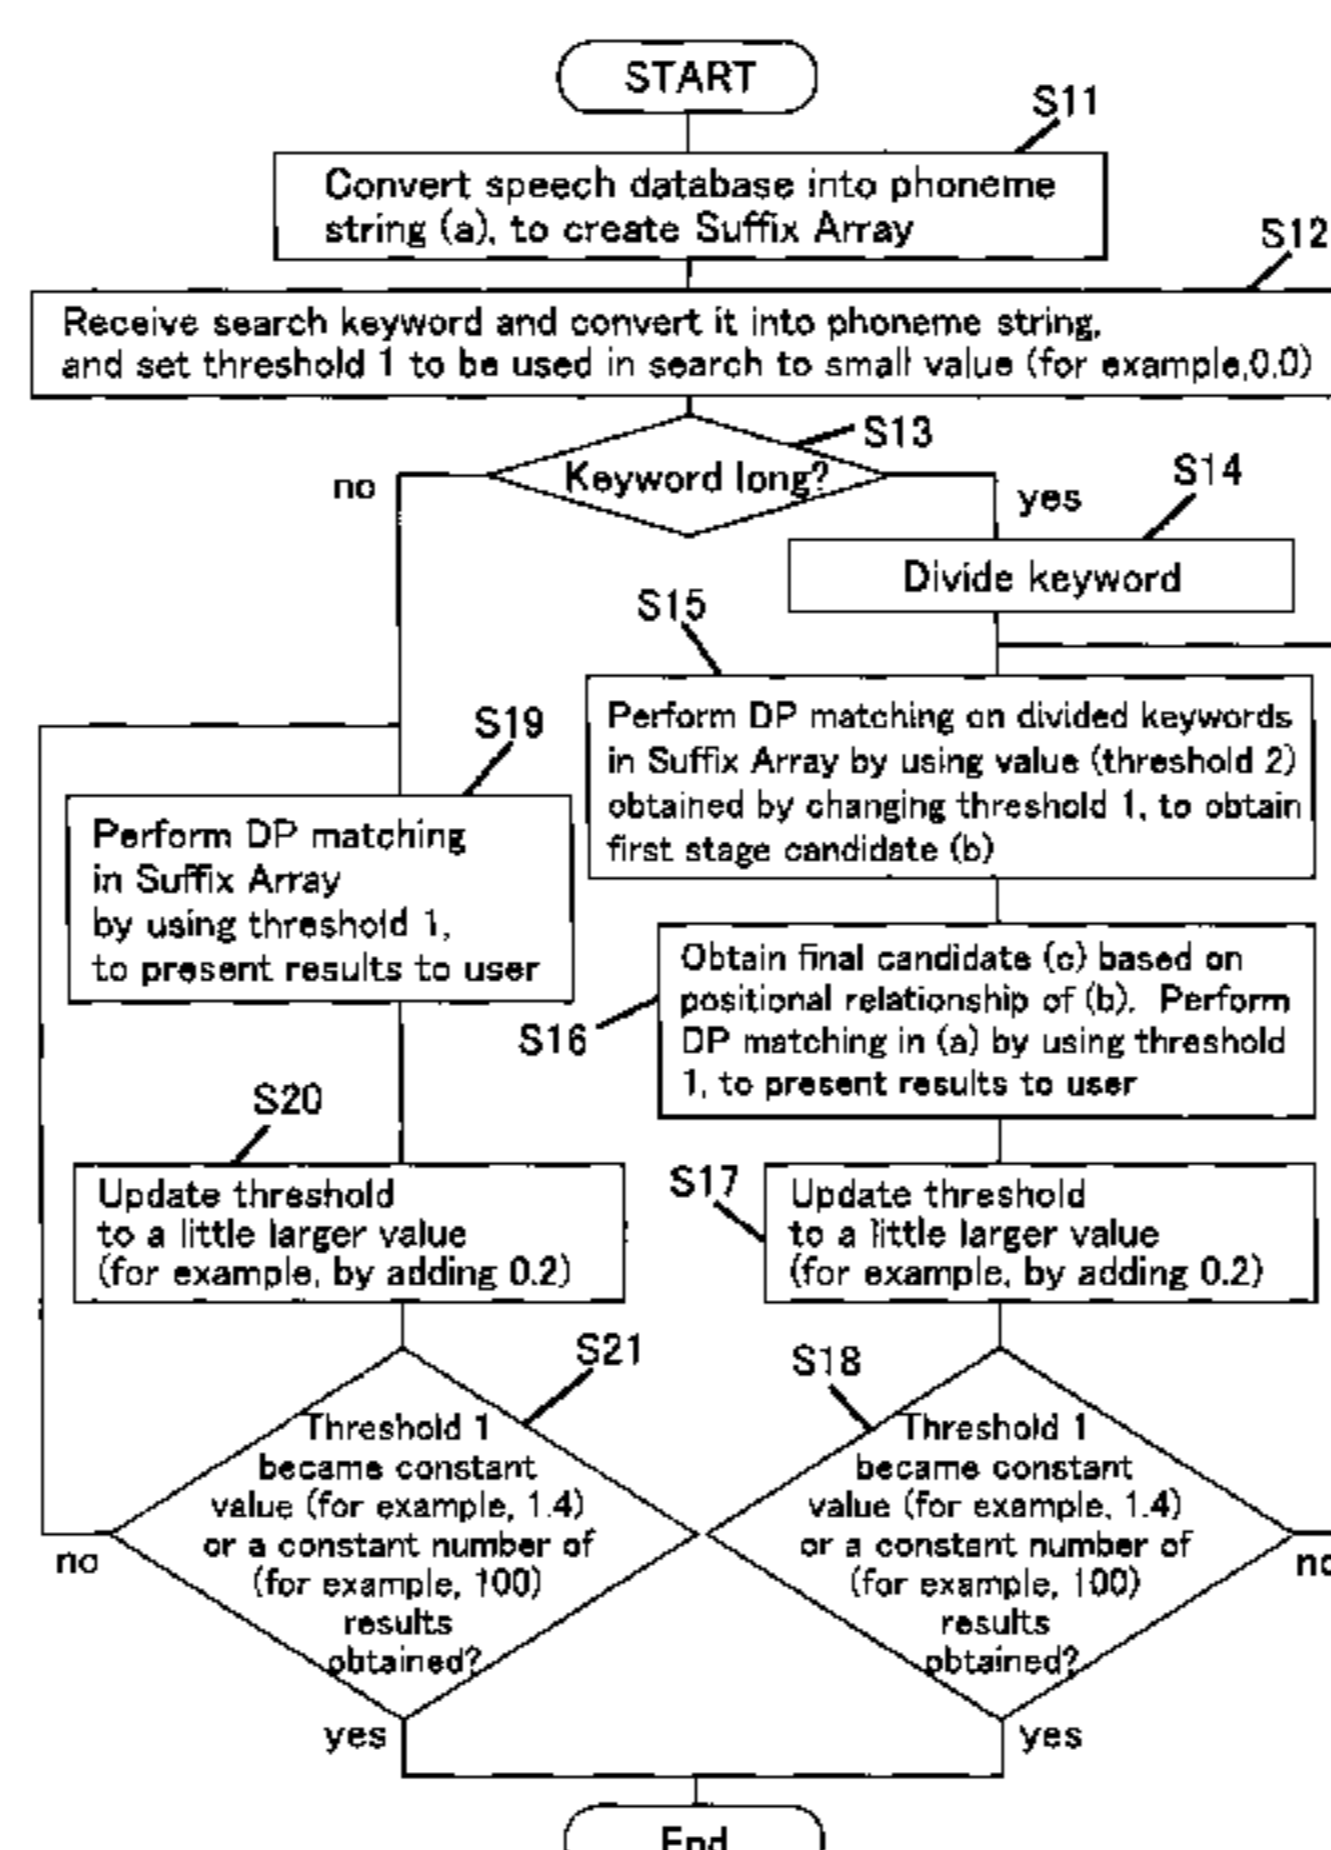 START
S11
Convert speech database into phoneme
string (a), to create Suffix Array
S12
Receive search keyword and convert it into phoneme string,
and set threshold 1 to be used in search to small value (for example,0.0)
S13
Keyword long?
no
yes
S14
Divide keyword
S15
Perform DP matching on divided keywords
in Suffix Array by using value (threshold 2)
obtained by changing threshold 1, to obtain
first stage candidate (b)
S19
Perform DP matching
in Suffix Array
by using threshold 1,
to present results to user
S16
Obtain final candidate (c) based on
positional relationship of (b). Perform
DP matching in (a) by using threshold
1, to present results to user
S20
Update threshold
to a little larger value
(for example, by adding 0.2)
S17
Update threshold
to a little larger value
(for example, by adding 0.2)
S21
Threshold 1
became constant
value (for example, 1.4)
or a constant number of
(for example, 100)
results
obtained?
no
yes
S18
Threshold 1
became constant
value (for example, 1.4)
or a constant number of
(for example, 100)
results
obtained?
no
yes
End